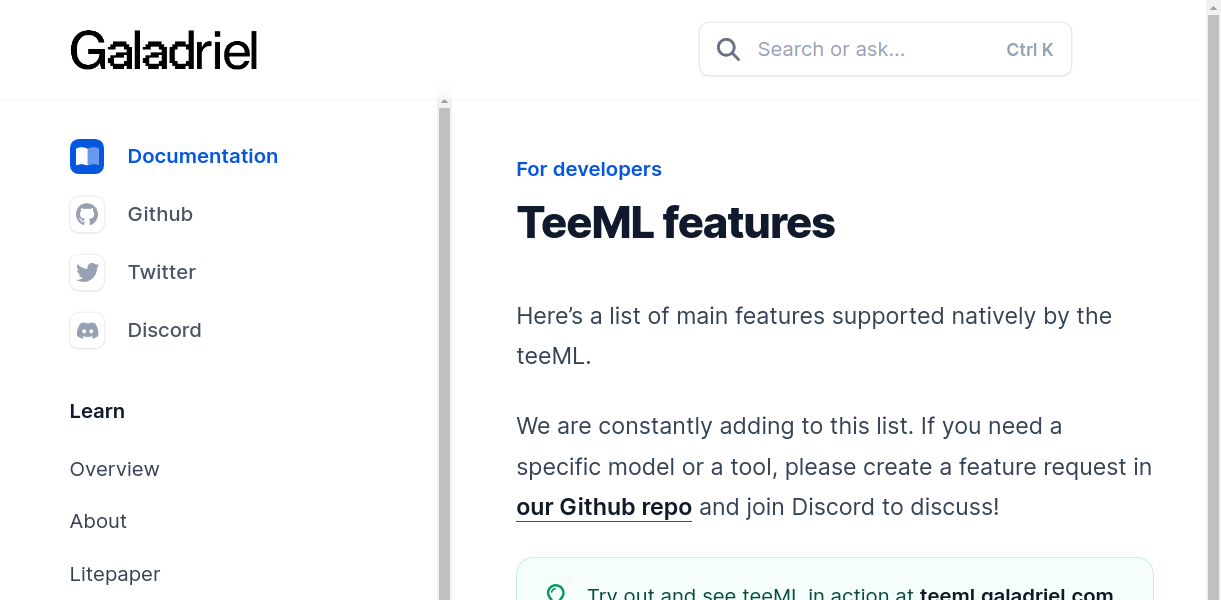 Galadriel
Search or ask...
Ctrl K
Documentation
Github
Twitter
Discord
Learn
Overview
About
Litepaper
For developers
TeeML features
Here’s a list of main features supported natively by the
teeML.
We are constantly adding to this list. If you need a
specific model or a tool, please create a feature request in
our Github repo and join Discord to discuss!
Try out and see teeML in action at teeml.galadriel.com